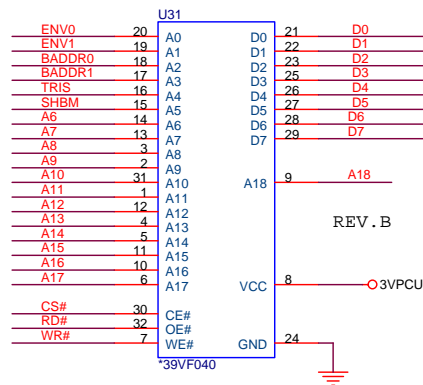 U31
ENV0 20 A0 D0 21 D0
ENV1 19 A1 D1 22 D1
BADDR0 18 A2 D2 23 D2
BADDR1 17 A3 D3 25 D3
TRIS 16 A4 D4 26 D4
SHBM 15 A5 D5 27 D5
A6 14 A6 D6 28 D6
A7 13 A7 D7 29 D7
A8 3 A8
A9 2 A9
A10 31 A10 A18 9 A18
A11 1 A11
A12 12 A12
A13 4 A13 REV.B
A14 5 A14
A15 11 A15
A16 10 A16
A17 6 A17 VCC 8 3VPCU
CS# 30 CE#
RD# 32 OE#
WR# 7 WE# GND 24
*39VF040